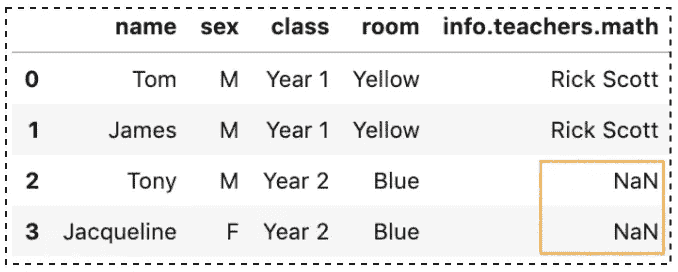 name sex class room info.teachers.math
0 Tom M Year 1 Yellow Rick Scott
1 James M Year 1 Yellow Rick Scott
2 Tony M Year 2 Blue NaN
3 Jacqueline F Year 2 Blue NaN